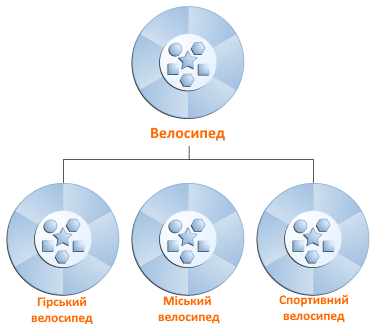 Велосипед
Гірський
велосипед
Міський
велосипед
Спортивний
велосипед